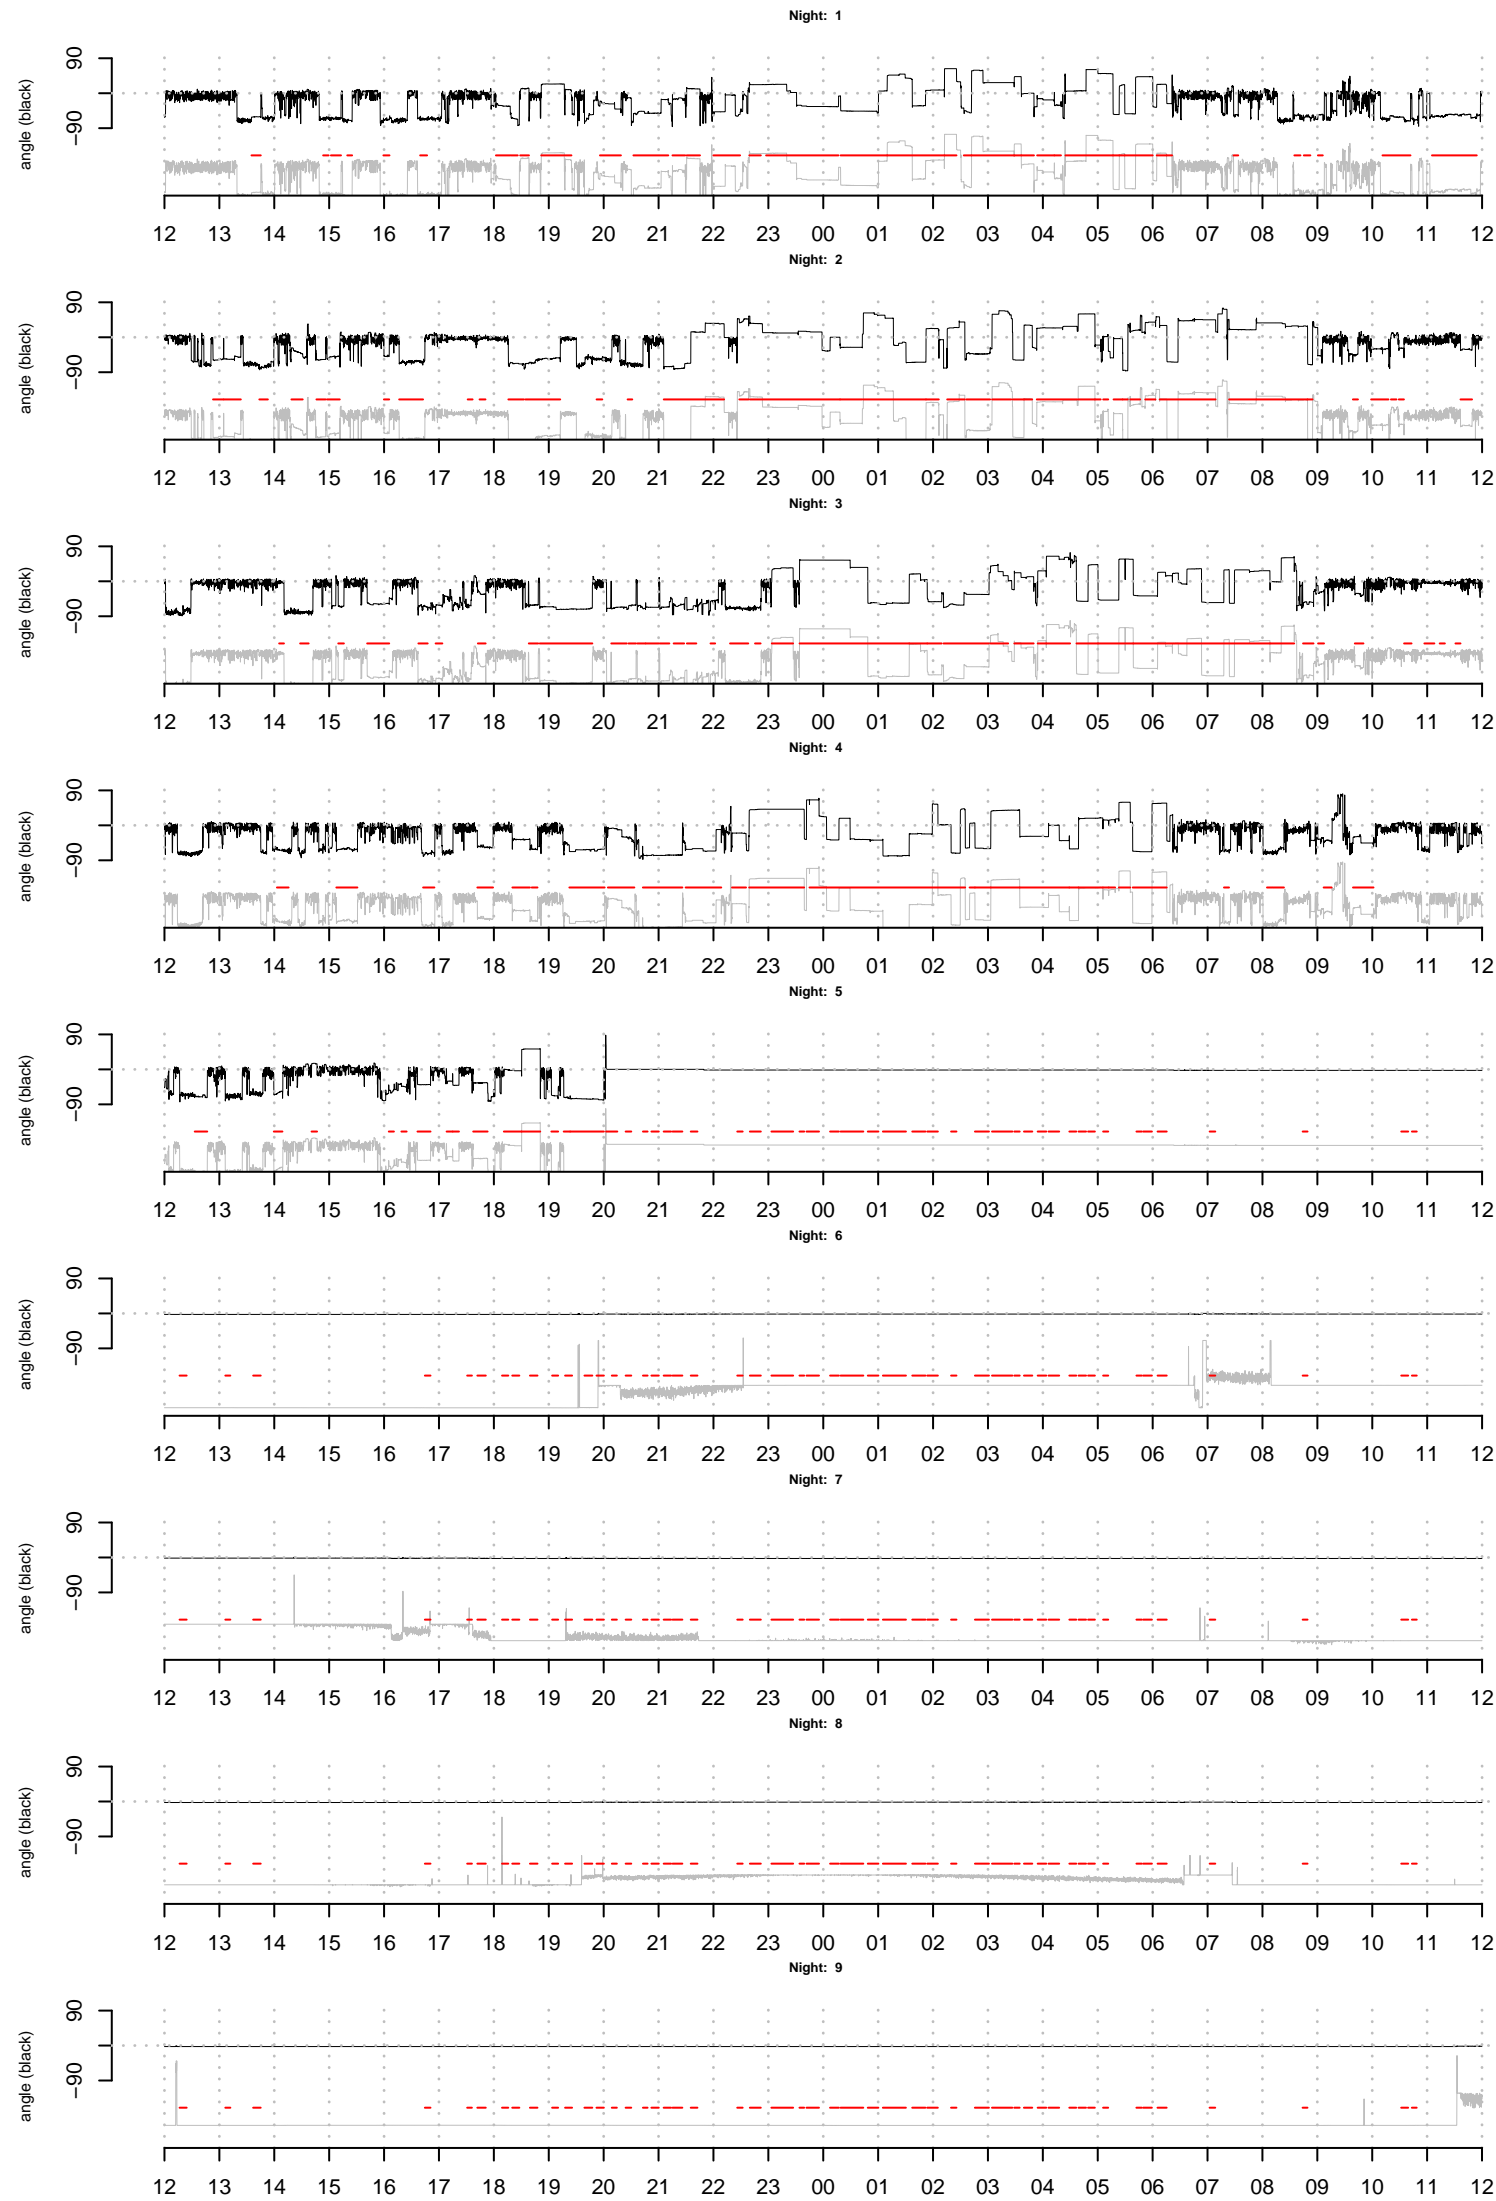 Night: 1
angle (black)
90
-90
12 13 14 15 16 17 18 19 20 21 22 23 00 01 02 03 04 05 06 07 08 09 10 11 12
Night: 2
angle (black)
90
-90
12 13 14 15 16 17 18 19 20 21 22 23 00 01 02 03 04 05 06 07 08 09 10 11 12
Night: 3
angle (black)
90
-90
12 13 14 15 16 17 18 19 20 21 22 23 00 01 02 03 04 05 06 07 08 09 10 11 12
Night: 4
angle (black)
90
-90
12 13 14 15 16 17 18 19 20 21 22 23 00 01 02 03 04 05 06 07 08 09 10 11 12
Night: 5
angle (black)
90
-90
12 13 14 15 16 17 18 19 20 21 22 23 00 01 02 03 04 05 06 07 08 09 10 11 12
Night: 6
angle (black)
90
-90
12 13 14 15 16 17 18 19 20 21 22 23 00 01 02 03 04 05 06 07 08 09 10 11 12
Night: 7
angle (black)
90
-90
12 13 14 15 16 17 18 19 20 21 22 23 00 01 02 03 04 05 06 07 08 09 10 11 12
Night: 8
angle (black)
90
-90
12 13 14 15 16 17 18 19 20 21 22 23 00 01 02 03 04 05 06 07 08 09 10 11 12
Night: 9
angle (black)
90
-90
12 13 14 15 16 17 18 19 20 21 22 23 00 01 02 03 04 05 06 07 08 09 10 11 12